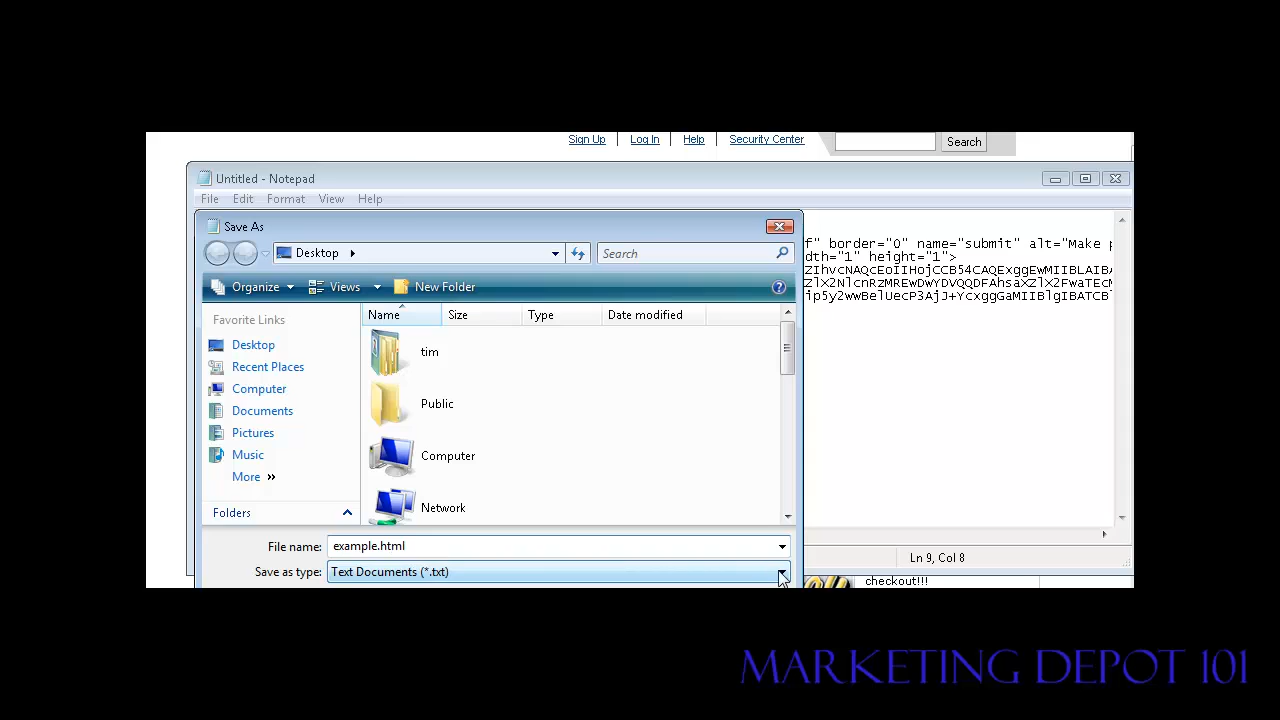 Sign Up Log In Help Security Center Search
Untitled - Notepad
File Edit Format View Help
Save As
Desktop Search
Organize Views New Folder
Favorite Links
Desktop
Recent Places
Computer
Documents
Pictures
Music
More »
Folders
Name Size Type Date modified
tim
Public
Computer
Network
File name: example.html
Save as type: Text Documents (*.txt)
f" border="0" name="submit" alt="Make p
dth="1" height="1">
Ln 9, Col 8
checkout!!!
MARKETING DEPOT 101